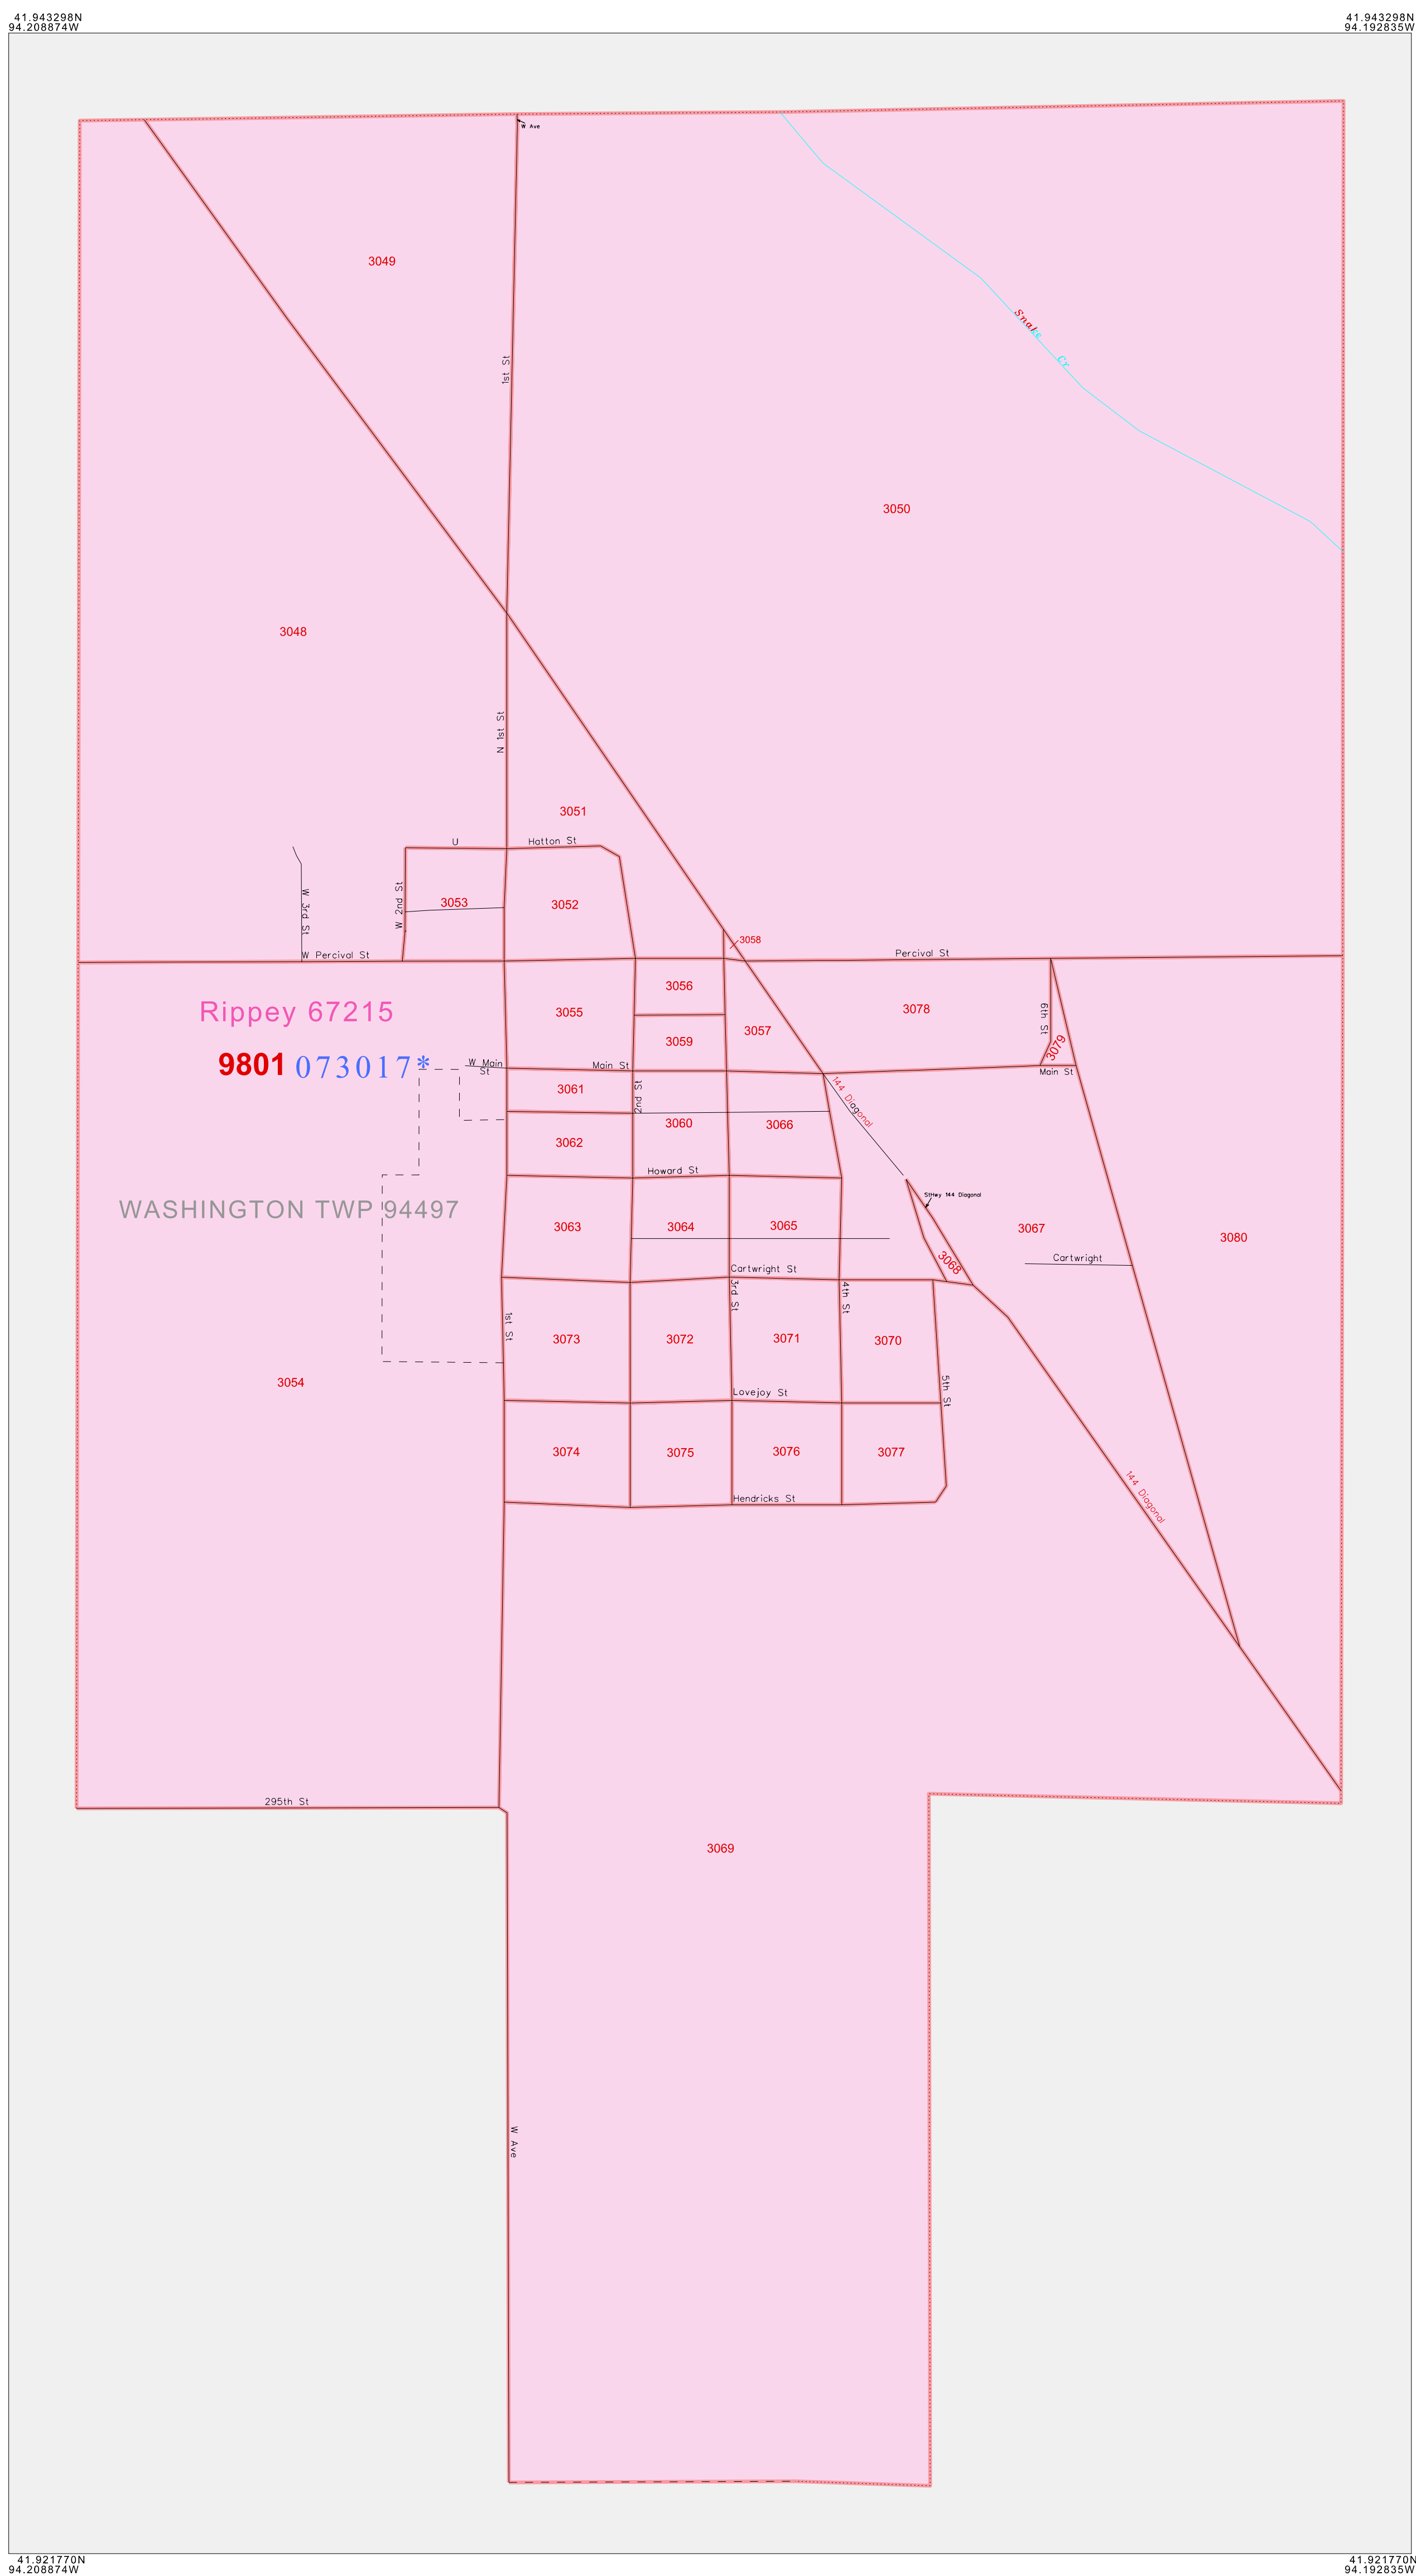 41.943298N
94.208874W
41.943298N
94.192835W
W Ave
3049
Snake Cr
1st St
3050
3048
N 1st St
3051
U
Hatton St
W 3rd St
W 2nd St
3053
3052
3058
W Percival St
Percival St
Rippey 67215
3056
3055
3078
6th St
3057
3059
3079
9801 073017*
W Main
St
Main St
Main St
3061
2nd St
144 Diagonal
3060
3066
3062
Howard St
StHwy 144 Diagonal
WASHINGTON TWP 94497
3063
3064
3065
3067
3080
Cartwright
3068
Cartwright St
3rd St
4th St
1st St
3073
3072
3071
3070
3054
5th St
Lovejoy St
3074
3075
3076
3077
144 Diagonal
Hendricks St
295th St
3069
W Ave
41.921770N
94.208874W
41.921770N
94.192835W